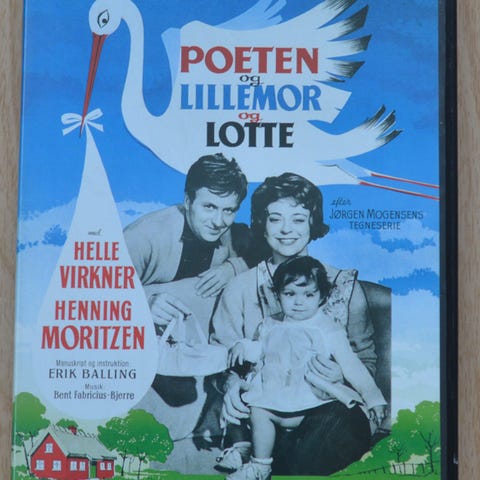 POETEN
og
LILLEMOR
og
LOTTE
efter
JØRGEN MOGENSENS
TEGNESERIE
med
HELLE
VIRKNER
HENNING
MORITZEN
Manuskript og instruktion:
ERIK BALLING
Musik:
Bent Fabricius-Bjerre